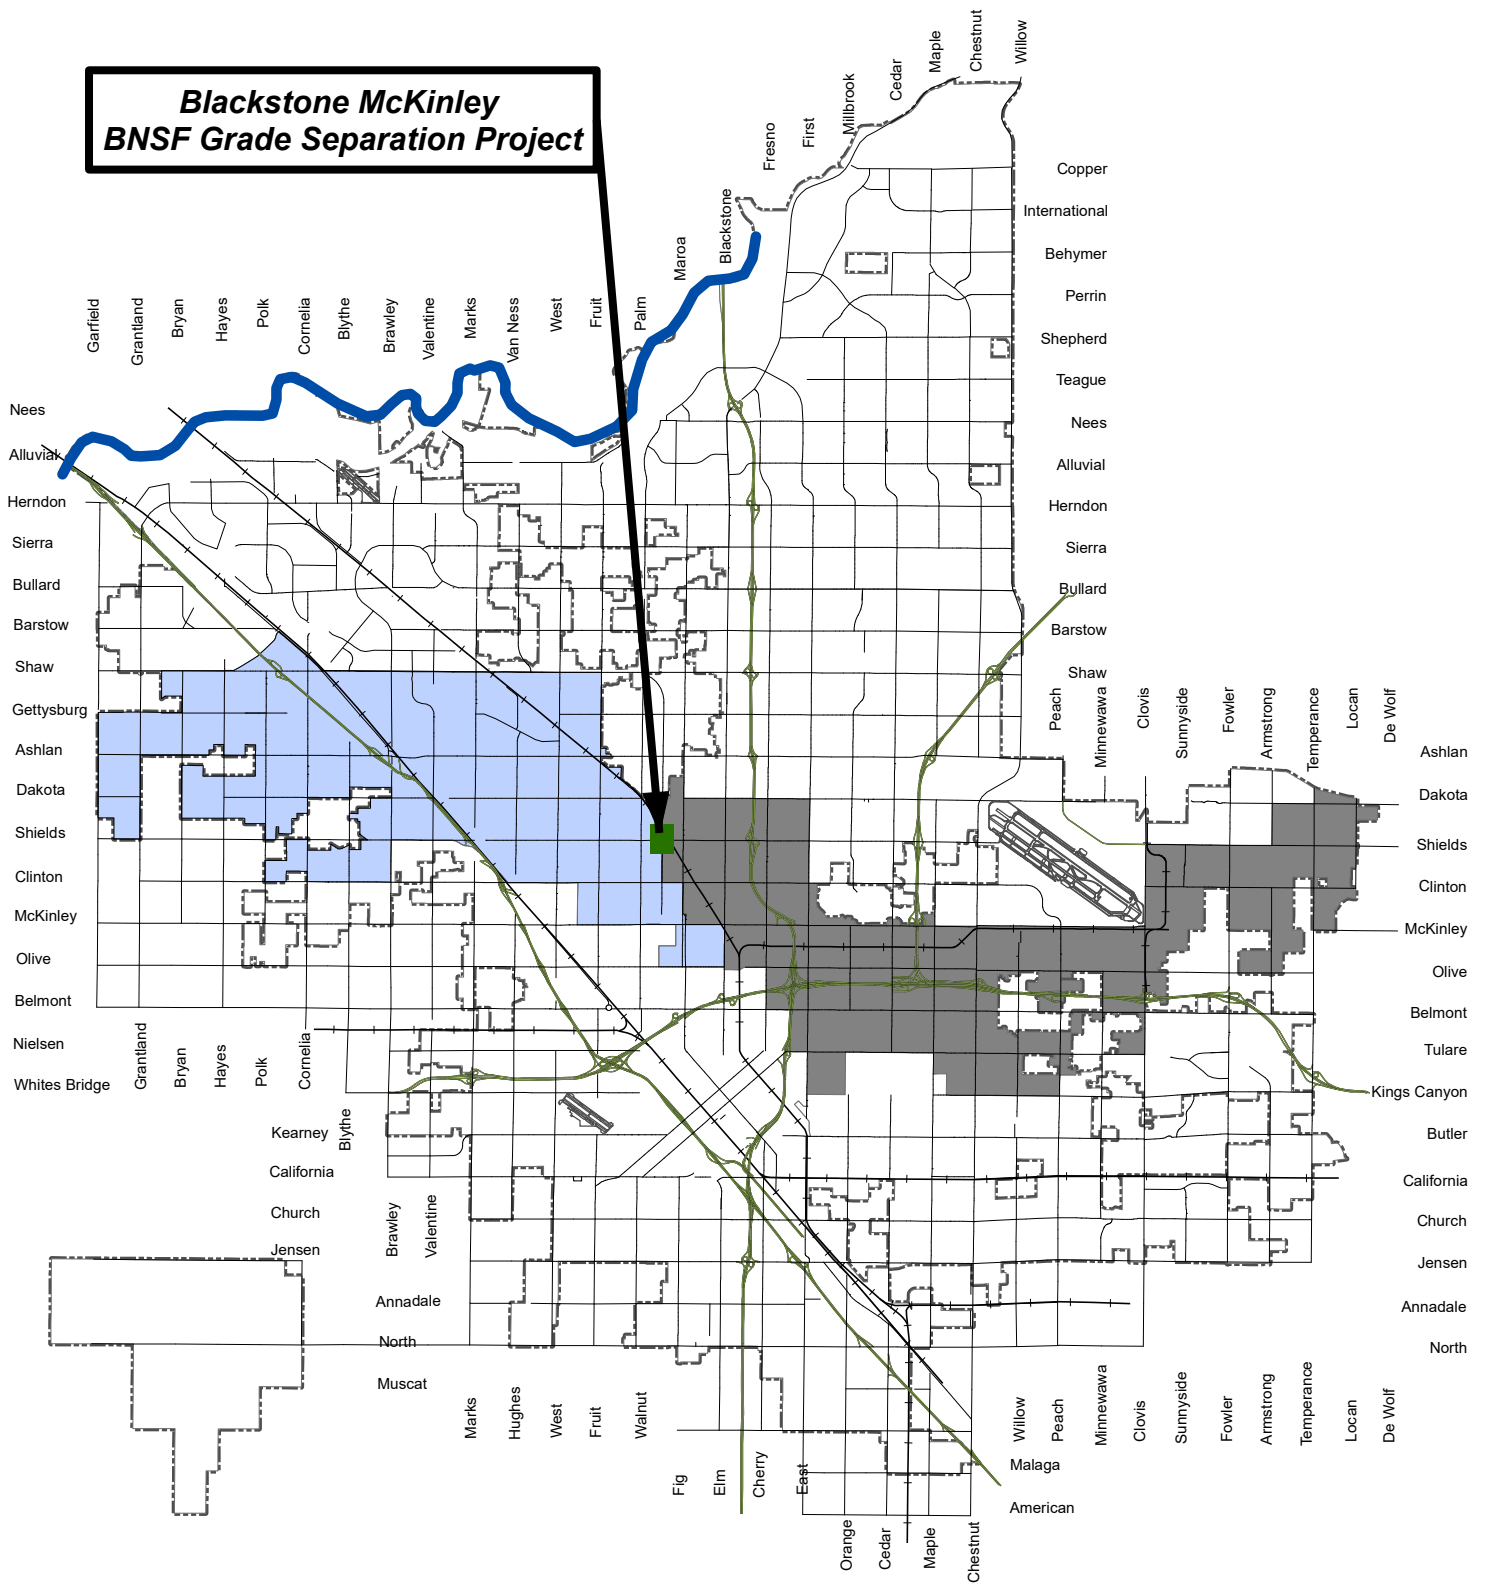 Blackstone McKinley
BNSF Grade Separation Project
Fresno
First
Millbrook
Cedar
Maple
Chestnut
Willow
Maroa
Blackstone
Garfield
Grantland
Bryan
Hayes
Polk
Cornelia
Blythe
Brawley
Valentine
Marks
Van Ness
West
Fruit
Palm
Copper
International
Behymer
Perrin
Shepherd
Teague
Nees
Alluvial
Herndon
Sierra
Bullard
Barstow
Shaw
Nees
Alluvial
Herndon
Sierra
Bullard
Barstow
Shaw
Gettysburg
Ashlan
Dakota
Shields
Clinton
McKinley
Olive
Belmont
Nielsen
Whites Bridge
Peach
Minnewawa
Clovis
Sunnyside
Fowler
Armstrong
Temperance
Locan
De Wolf
Ashlan
Dakota
Shields
Clinton
McKinley
Olive
Belmont
Tulare
Kings Canyon
Butler
California
Church
Jensen
Annadale
North
Grantland
Bryan
Hayes
Polk
Cornelia
Blythe
Kearney
California
Church
Jensen
Brawley
Valentine
Annadale
North
Muscat
Marks
Hughes
West
Fruit
Walnut
Fig
Elm
Cherry
East
Orange
Cedar
Maple
Chestnut
Willow
Peach
Minnewawa
Clovis
Sunnyside
Fowler
Armstrong
Temperance
Locan
De Wolf
Malaga
American